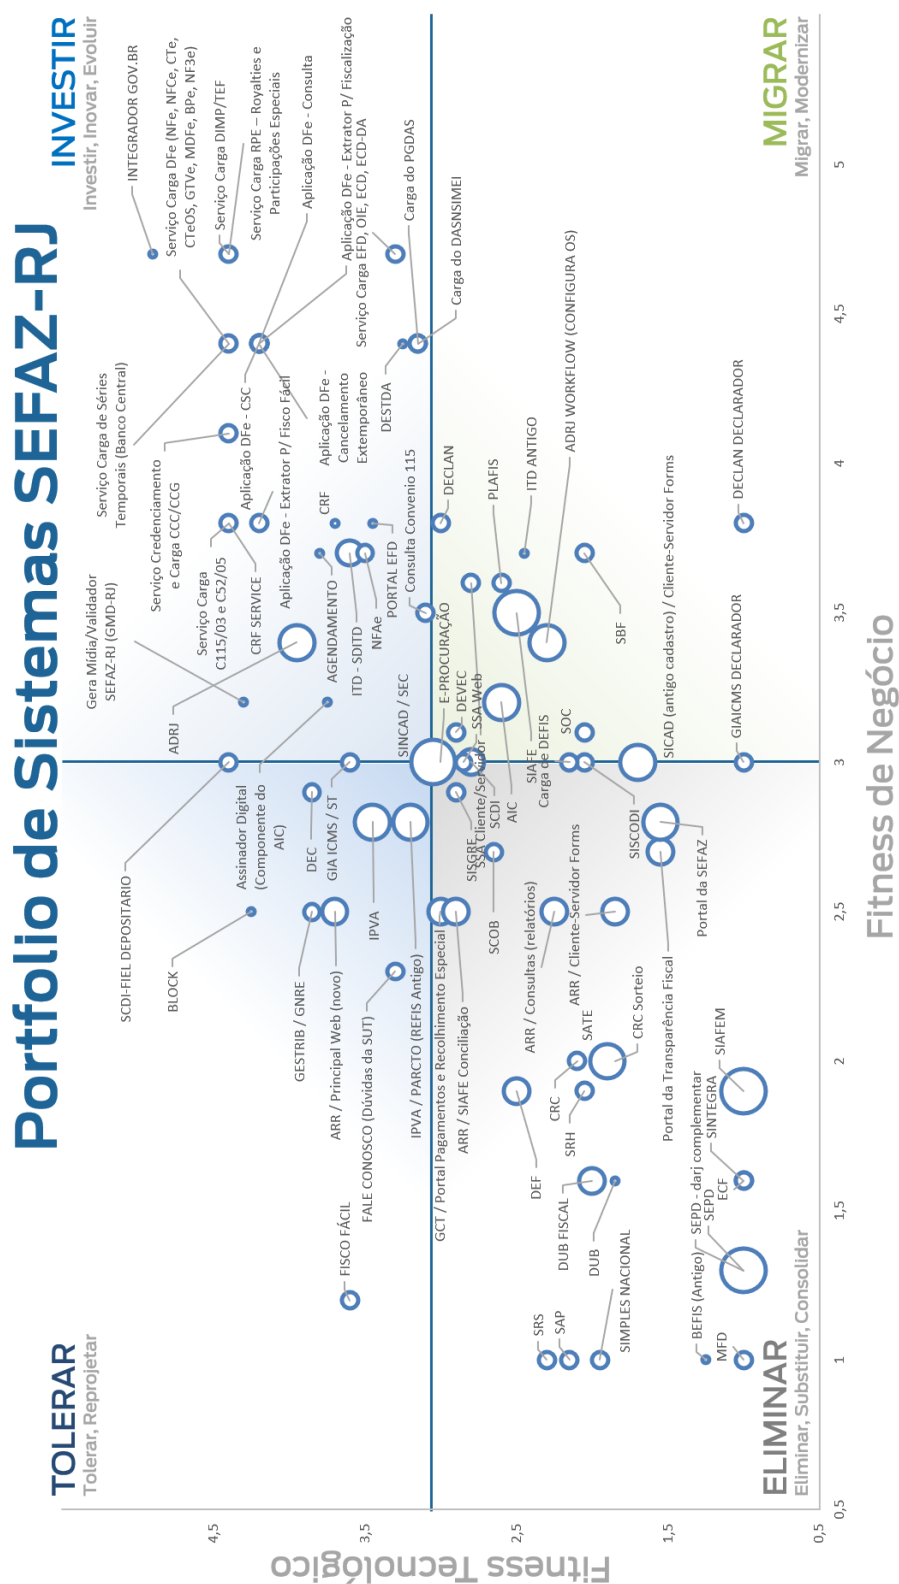 Portfolio de Sistemas SEFAZ-RJ
TOLERAR
Tolerar, Reprojetar
INVESTIR
Investir, Inovar, Evoluir
INTEGRADOR GOV.BR
Serviço Carga DFe (NFe, NFCe, CTe,
CTeOS, GTVe, MDFe, BPe, NF3e)
Serviço Carga DIMP/TEF
Serviço Carga RPE – Royalties e
Participações Especiais
Aplicação DFe - Consulta
Aplicação DFe - Extrator P/ Fiscalização
Serviço Carga EFD, OIE, ECD, ECD-DA
Carga do PGDAS
Carga do DASNSIMEI
Serviço Carga de Séries
Temporais (Banco Central)
Serviço Credenciamento
e Carga CCC/CCG
Aplicação DFe - CSC
Aplicação DFe - Extrator P/ Fisco Fácil
Aplicação DFe -
Cancelamento
Extemporâneo
DESTDA
Serviço Carga
C115/03 e C52/05
CRF SERVICE
CRF
PORTAL EFD
Consulta Convenio 115
AGENDAMENTO
ITD - SDITD
NFAe
Gera Mídia/Validador
SEFAZ-RJ (GMD-RJ)
ADRJ
SINCAD / SEC
E-PROCURAÇÃO
SCDI-FIEL DEPOSITARIO
BLOCK
Assinador Digital
(Componente do
AIC)
DEC
GIA ICMS / ST
IPVA
GESTRIB / GNRE
ARR / Principal Web (novo)
FALE CONOSCO (Dúvidas da SUT)
IPVA / PARCTO (REFIS Antigo)
FISCO FÁCIL
GCT / Portal Pagamentos e Recolhimento Especial
ARR / SIAFE Conciliação
DECLAN
PLAFIS
ITD ANTIGO
ADRJ WORKFLOW (CONFIGURA OS)
DECLAN DECLARADOR
SBF
SICAD (antigo cadastro) / Cliente-Servidor Forms
GIAICMS DECLARADOR
DEVEC
SSA Web
SOC
SIAFE
Carga de DEFIS
AIC
SCDI
SSA Cliente/Servidor
SISGRE
SCOB
SISCODI
Portal da SEFAZ
ARR / Consultas (relatórios)
ARR / Cliente-Servidor Forms
Portal da Transparência Fiscal
SATE
CRC Sorteio
CRC
SRH
DEF
DUB FISCAL
DUB
SIMPLES NACIONAL
SRS
SAP
SIAFEM
SINTEGRA
ECF
SEPD - darj complementar
SEPD
BEFIS (Antigo)
MFD
ELIMINAR
Eliminar, Substituir, Consolidar
MIGRAR
Migrar, Modernizar
Fitness Tecnológico
4,5
3,5
2,5
1,5
0,5
0,5
1
1,5
2
2,5
3
3,5
4
4,5
5
Fitness de Negócio